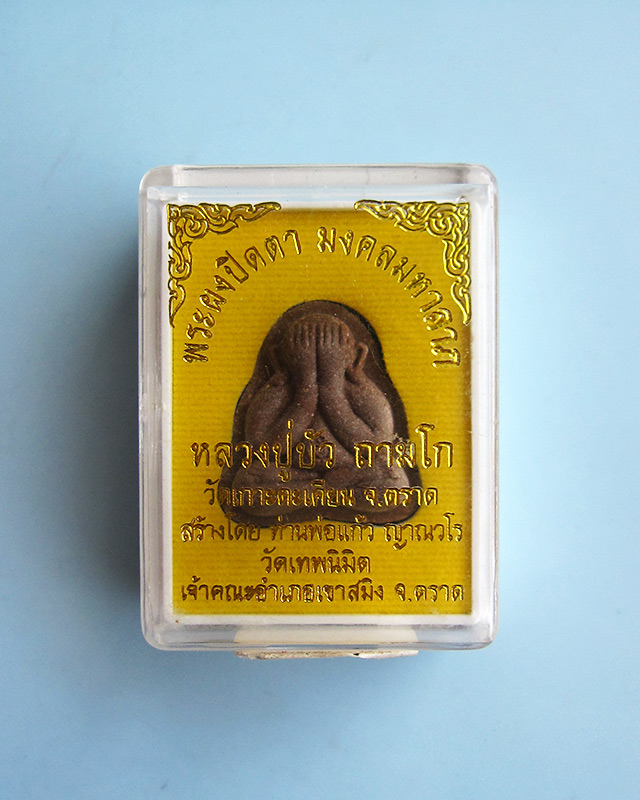 พระผงปิดตา มงคลมหาลาภ
หลวงปู่บัว ถามโก
วัดเกาะตะเคียน จ.ตราด
สร้างโดย ท่านพ่อแก้ว ญาณวโร
วัดเทพนิมิต
เจ้าคณะอำเภอเขาสมิง จ.ตราด